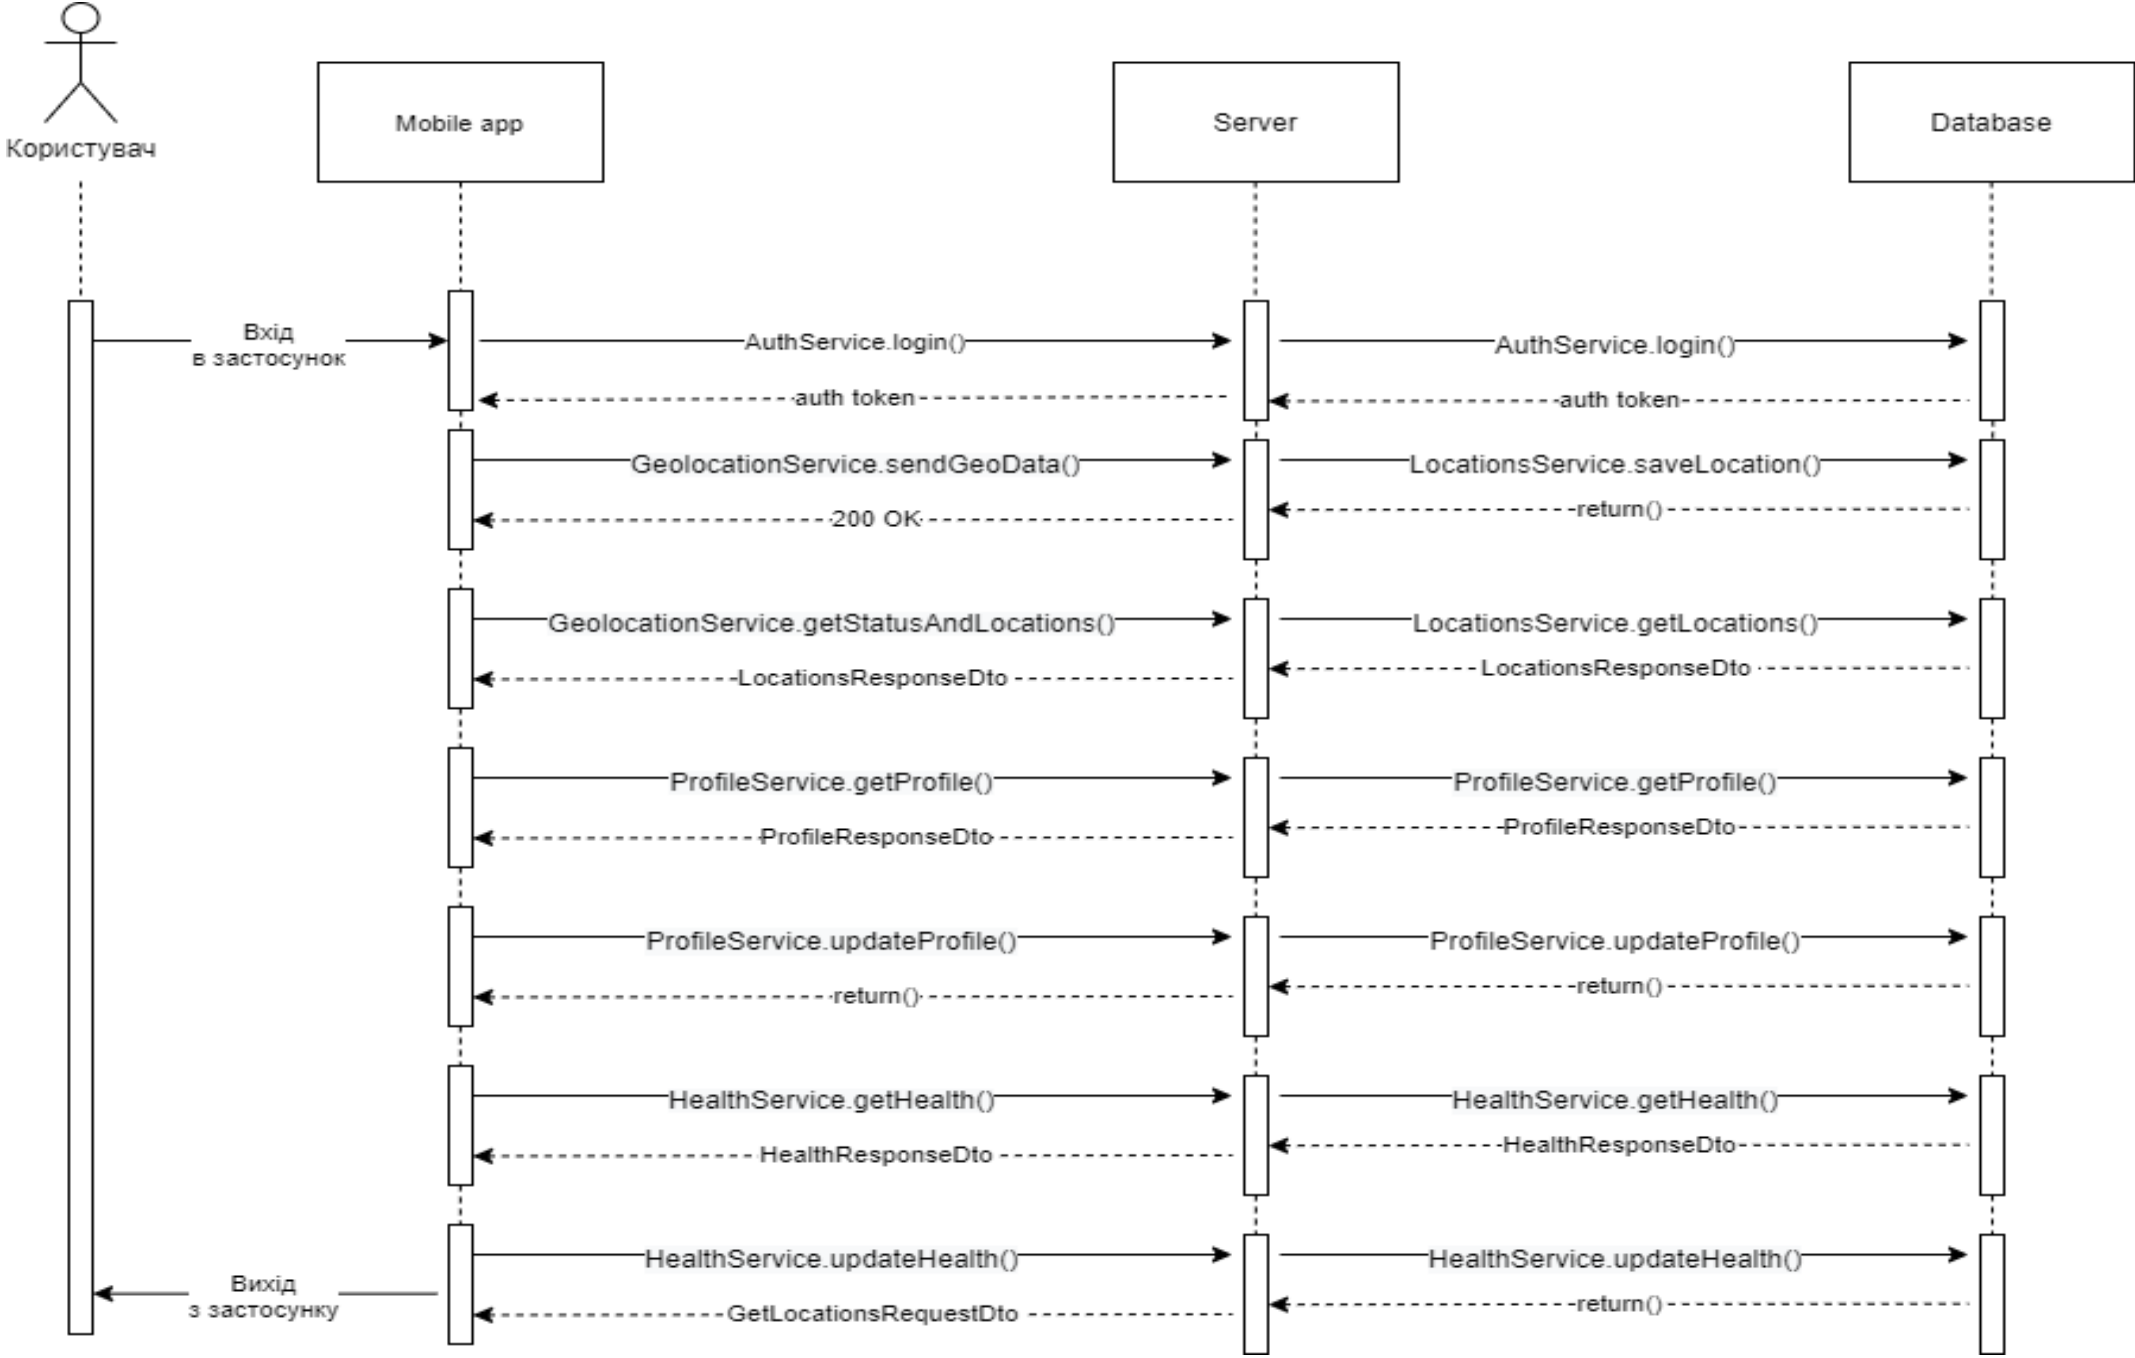 Користувач
Mobile app
Server
Database
Вхід
в застосунок
AuthService.login()
AuthService.login()
auth token
auth token
GeolocationService.sendGeoData()
LocationsService.saveLocation()
200 OK
return()
GeolocationService.getStatusAndLocations()
LocationsService.getLocations()
LocationsResponseDto
LocationsResponseDto
ProfileService.getProfile()
ProfileService.getProfile()
ProfileResponseDto
ProfileResponseDto
ProfileService.updateProfile()
ProfileService.updateProfile()
return()
return()
HealthService.getHealth()
HealthService.getHealth()
HealthResponseDto
HealthResponseDto
HealthService.updateHealth()
HealthService.updateHealth()
Вихід
з застосунку
GetLocationsRequestDto
return()